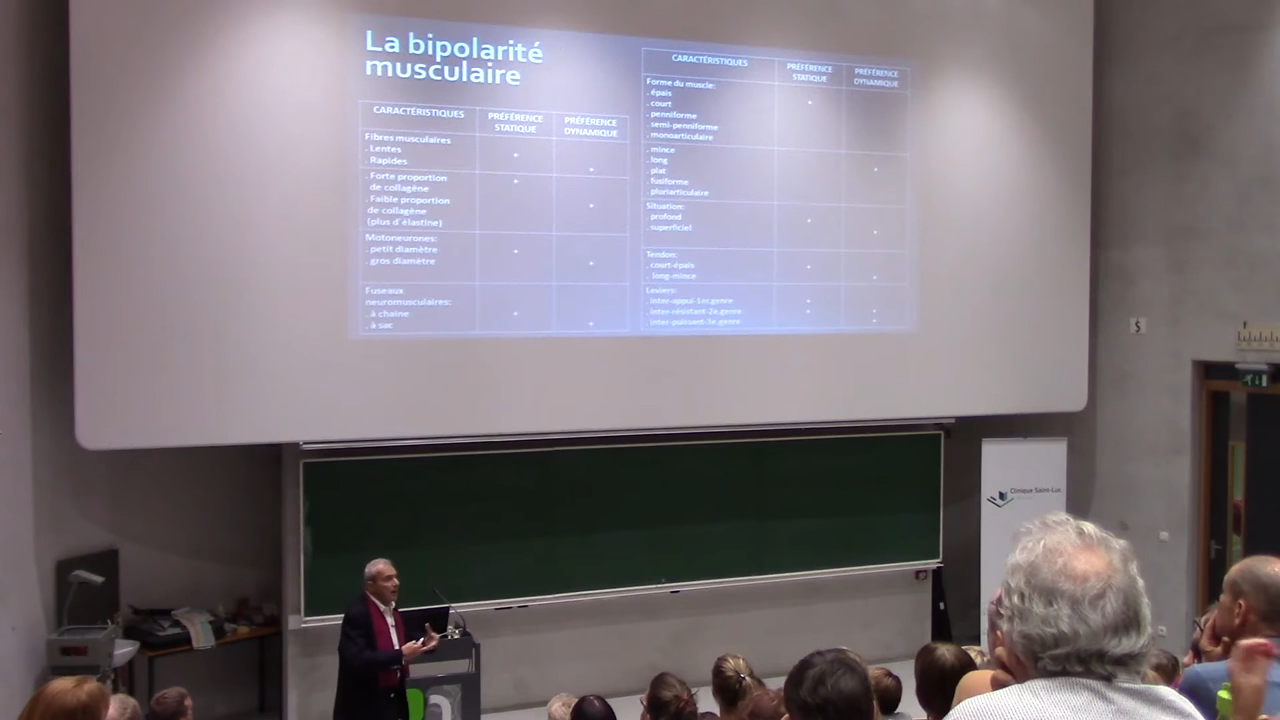 La bipolarité
musculaire
CARACTÉRISTIQUES PRÉFÉRENCE STATIQUE PRÉFÉRENCE DYNAMIQUE
Fibres musculaires
. Lentes +
. Rapides +
. Forte proportion +
de collagène
. Faible proportion +
de collagène
(plus d'élastine)
Motoneurones:
. petit diamètre +
. gros diamètre +
Fuseaux
neuromusculaires:
. à chaine +
. à sac +
CARACTÉRISTIQUES PRÉFÉRENCE STATIQUE PRÉFÉRENCE DYNAMIQUE
Forme du muscle:
. épais
. court +
. penniforme
. semi-penniforme
. monoarticulaire
. mince
. long
. plat +
. fusiforme
. pluriarticulaire
Situation:
. profond +
. superficiel +
Tendon:
. court-épais +
. long-mince +
Leviers:
. inter-appui-1er.genre +
. inter-résistant-2e.genre + +
. inter-puissant-3e.genre +
Clinique Saint-Luc
$